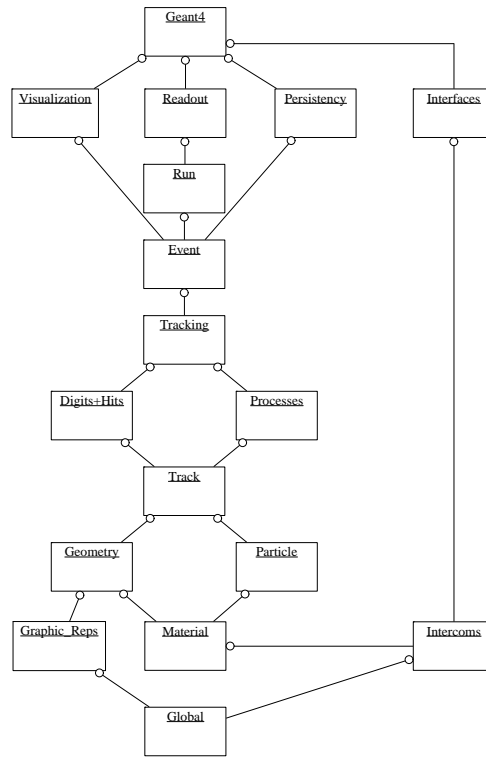 Geant4
Visualization
Readout
Persistency
Interfaces
Run
Event
Tracking
Digits+Hits
Processes
Track
Geometry
Particle
Graphic_Reps
Material
Intercoms
Global